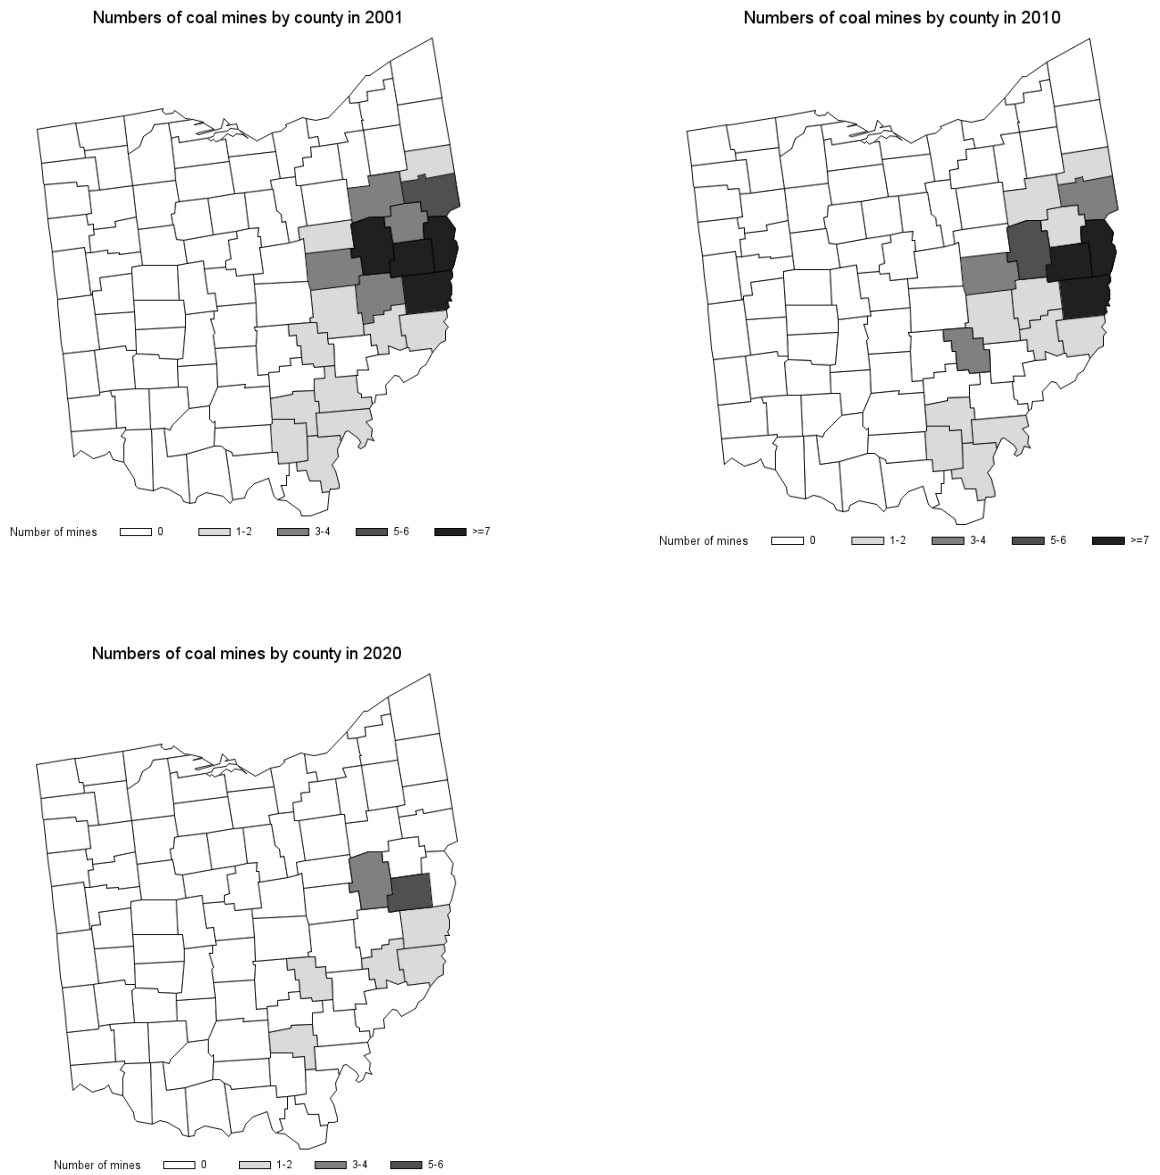 Numbers of coal mines by county in 2001
Number of mines 0 1-2 3-4 5-6 >=7
Numbers of coal mines by county in 2010
Number of mines 0 1-2 3-4 5-6 >=7
Numbers of coal mines by county in 2020
Number of mines 0 1-2 3-4 5-6